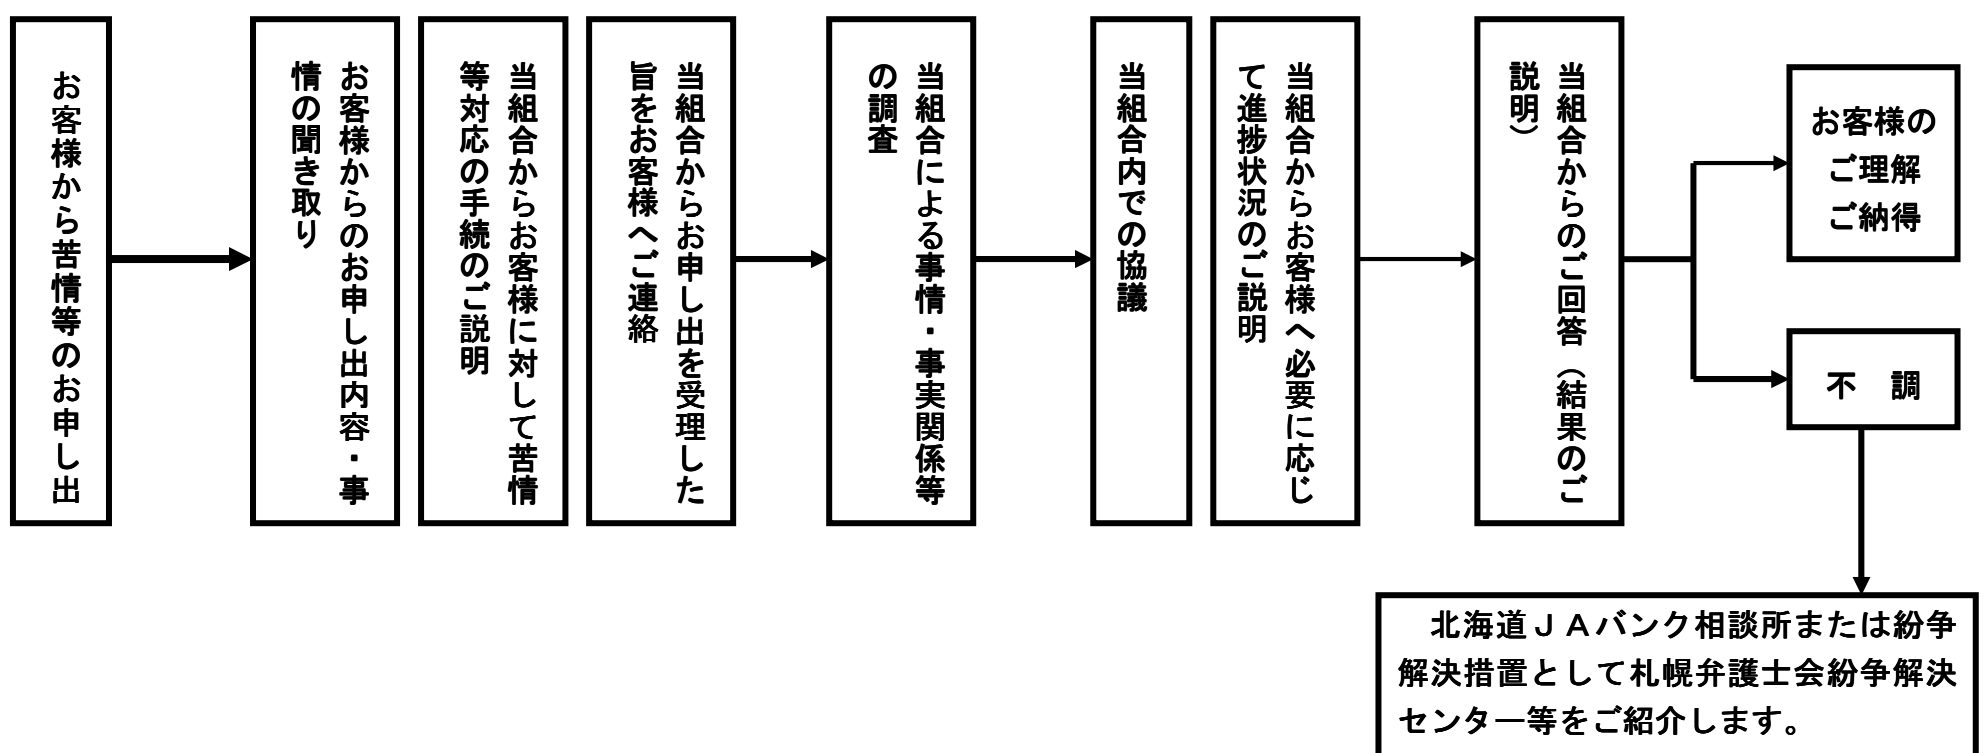 お客様から苦情等のお申し出
お客様からのお申し出内容・事
情の聞き取り
当組合からお客様に対して苦情
等対応の手続のご説明
当組合からお申し出を受理した
旨をお客様へご連絡
当組合による事情・事実関係等
の調査
当組合内での協議
当組合からお客様へ必要に応じ
て進捗状況のご説明
当組合からのご回答（結果のご
説明）
お客様の
ご理解
ご納得
不　調
北海道ＪＡバンク相談所または紛争
解決措置として札幌弁護士会紛争解決
センター等をご紹介します。